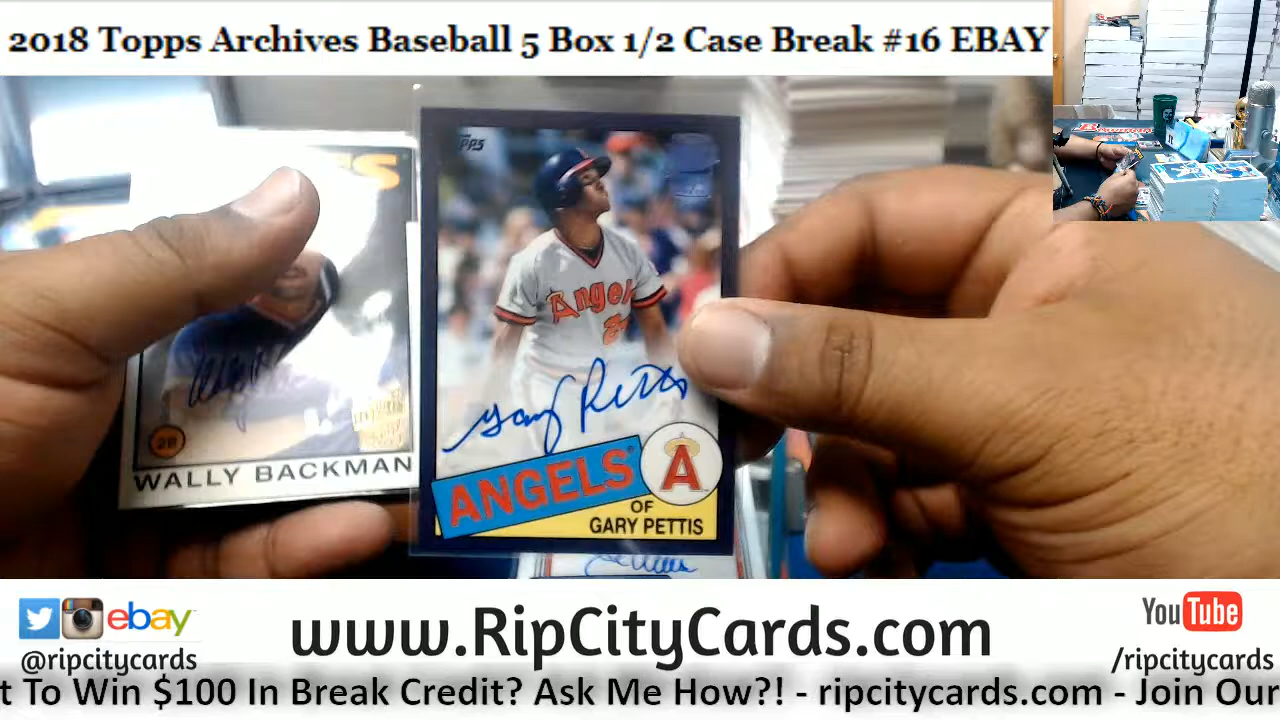 2018 Topps Archives Baseball 5 Box 1/2 Case Break #16 EBAY
TOPPS
Angels
Gary Pettis
ANGELS
A
OF
GARY PETTIS
2B
WALLY BACKMAN
ebay
@ripcitycards
www.RipCityCards.com
YouTube
/ripcitycards
t To Win $100 In Break Credit? Ask Me How?! - ripcitycards.com - Join Our